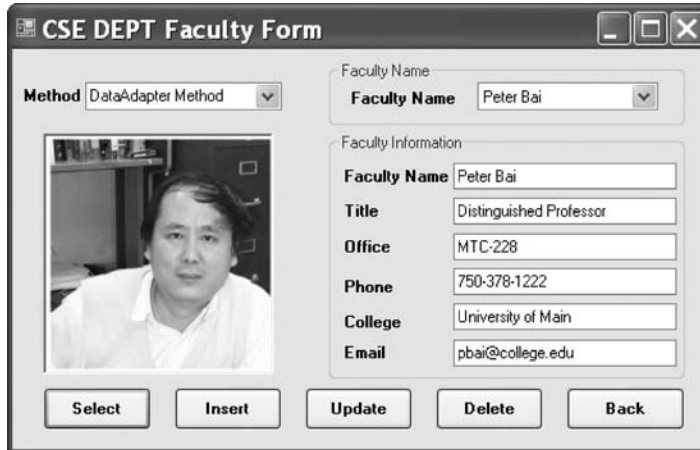 CSE DEPT Faculty Form
Method DataAdapter Method
Faculty Name
Faculty Name Peter Bai
Faculty Information
Faculty Name Peter Bai
Title Distinguished Professor
Office MTC-228
Phone 750-378-1222
College University of Main
Email pbai@college.edu
Select Insert Update Delete Back